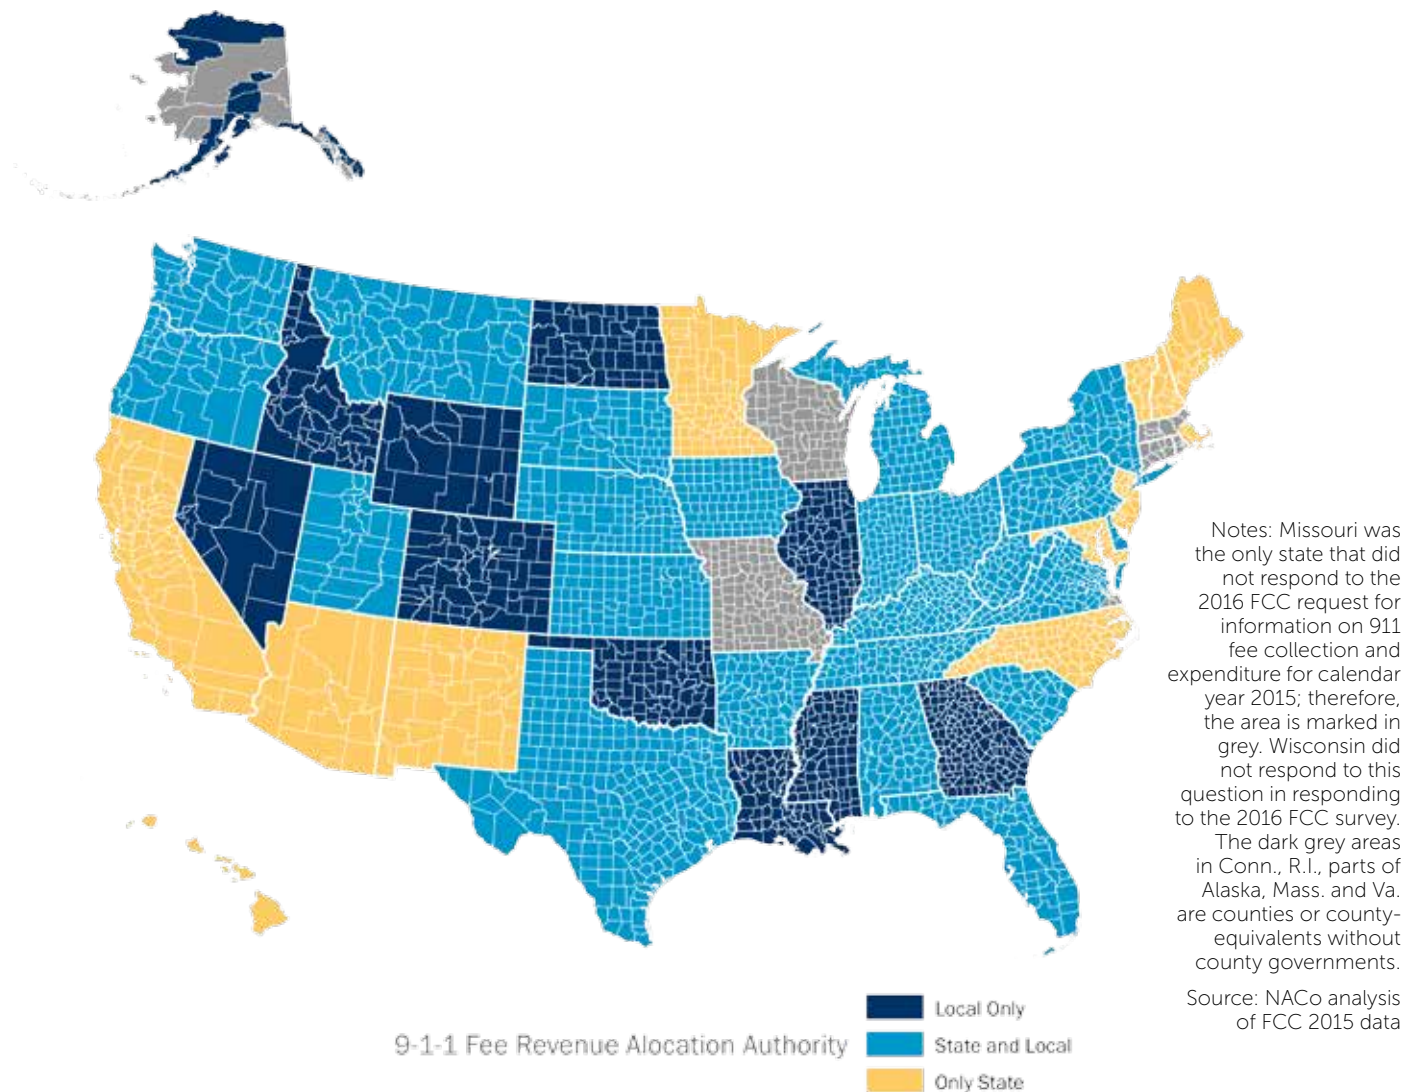 Notes: Missouri was
the only state that did
not respond to the
2016 FCC request for
information on 911
fee collection and
expenditure for calendar
year 2015; therefore,
the area is marked in
grey. Wisconsin did
not respond to this
question in responding
to the 2016 FCC survey.
The dark grey areas
in Conn., R.I., parts of
Alaska, Mass. and Va.
are counties or county-
equivalents without
county governments.
Source: NACo analysis
of FCC 2015 data
9-1-1 Fee Revenue Alocation Authority
Local Only
State and Local
Only State